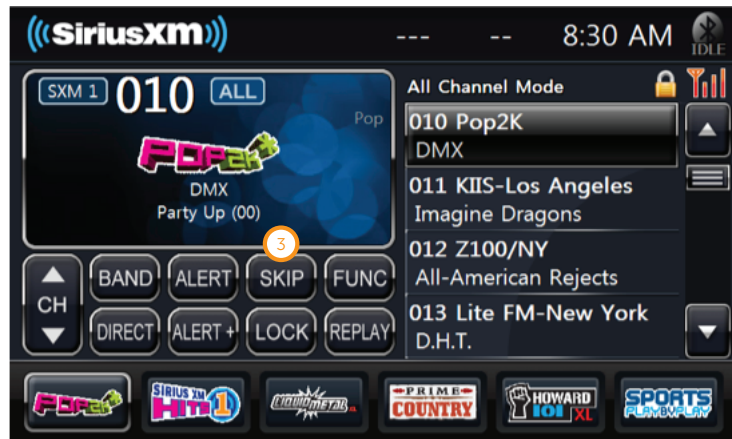 ((SiriusXM))
--- -- 8:30 AM
IDLE
SXM 1 010 ALL
Pop
POP2K
DMX
Party Up (00)
3
CH
BAND ALERT SKIP FUNC
DIRECT ALERT + LOCK REPLAY
All Channel Mode
010 Pop2K
DMX
011 KIIS-Los Angeles
Imagine Dragons
012 Z100/NY
All-American Rejects
013 Lite FM-New York
D.H.T.
POP2K
SIRIUS XM
HITS 1
LIQUID METAL
PRIME
COUNTRY
HOWARD
101 XL
SPORTS
PLAY BY PLAY